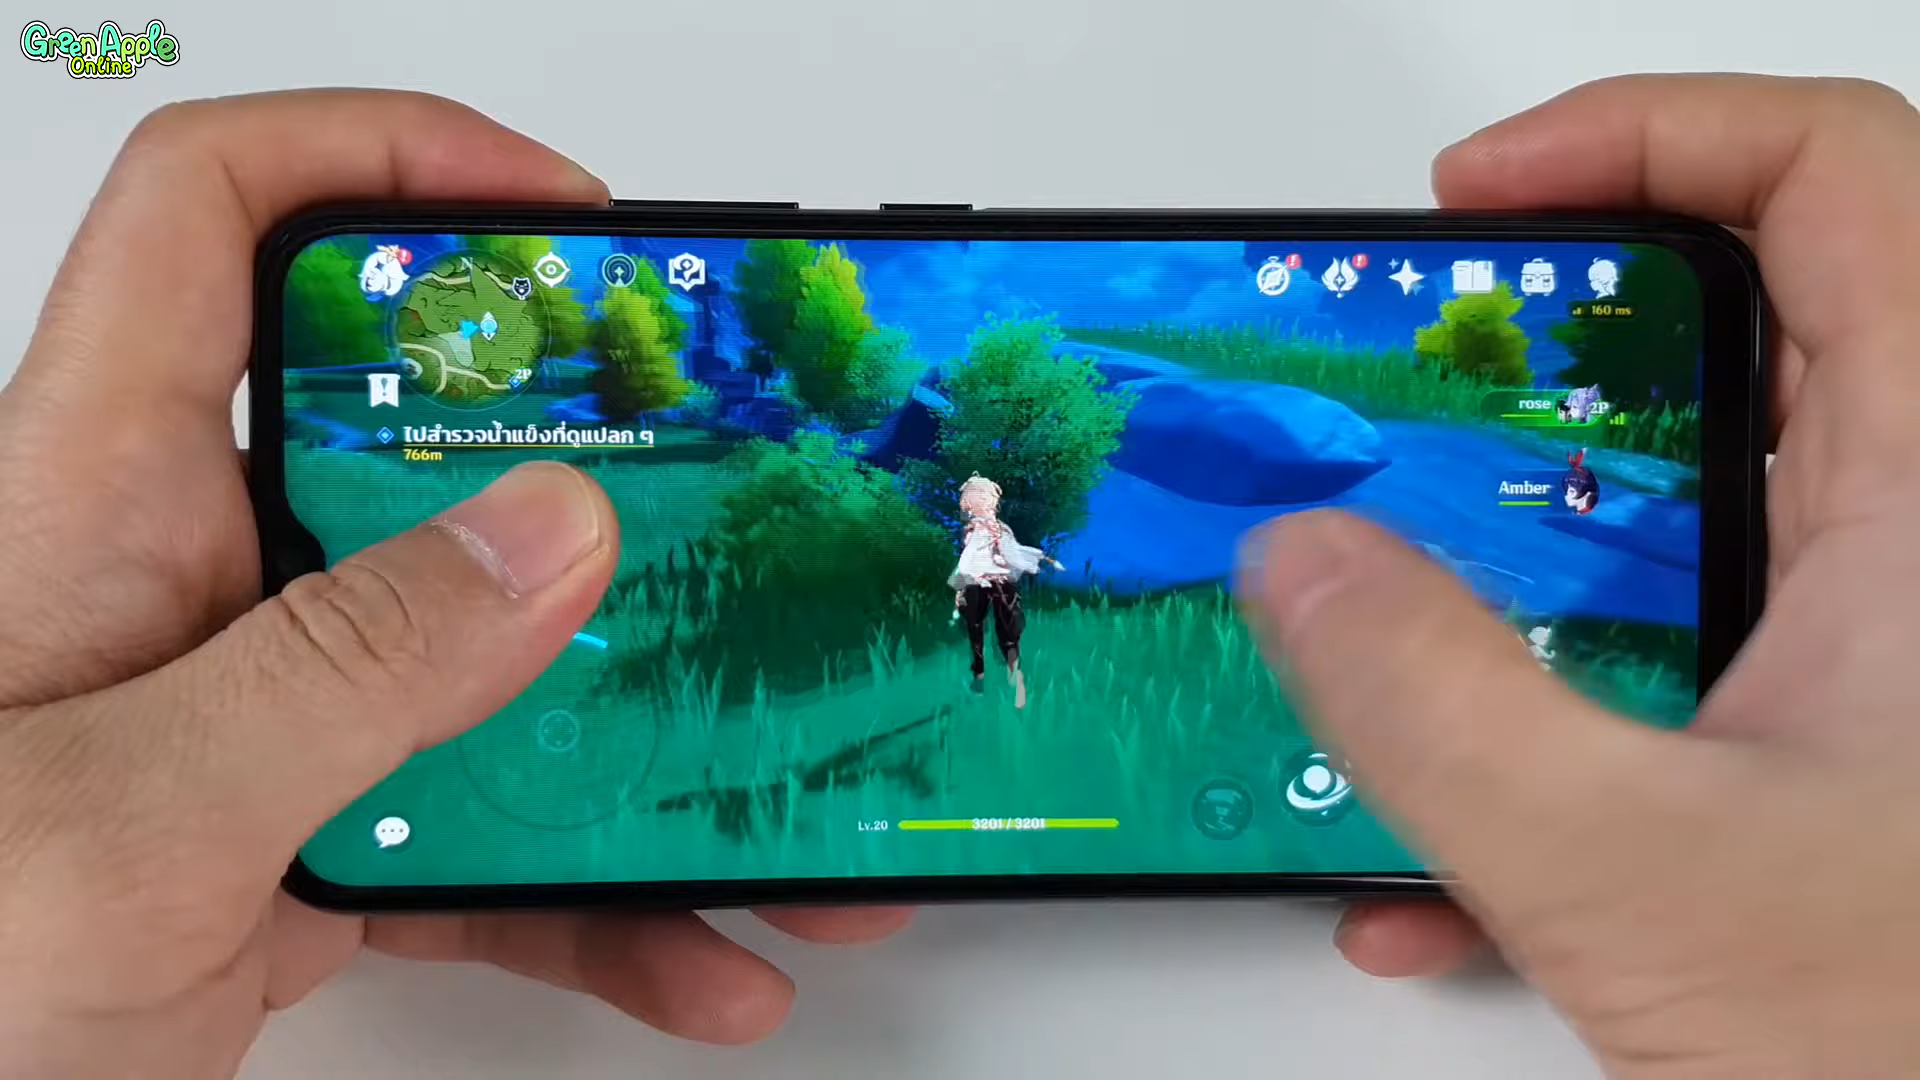 Green Apple
Online
N
2P
160 ms
ไปสำรวจน้ำแข็งที่ดูแปลก ๆ
766m
rose
2P
Amber
Lv.20
3201 / 3201